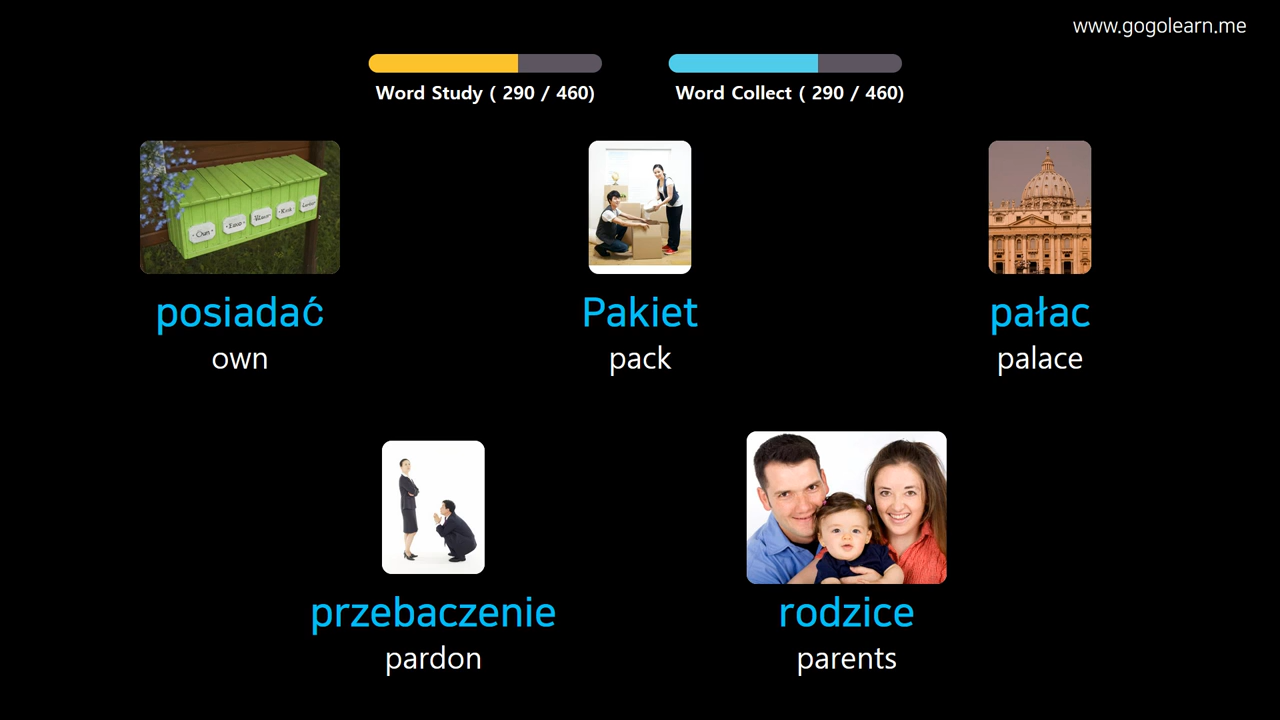 www.gogolearn.me
Word Study ( 290 / 460)
Word Collect ( 290 / 460)
Own
posiadać
own
Pakiet
pack
pałac
palace
przebaczenie
pardon
rodzice
parents